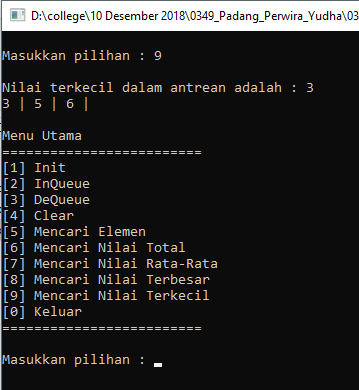 D:\college\10 Desember 2018\0349_Padang_Perwira_Yudha\03
Masukkan pilihan : 9
Nilai terkecil dalam antrean adalah : 3
3 | 5 | 6 |
Menu Utama
=========================
[1] Init
[2] InQueue
[3] DeQueue
[4] Clear
[5] Mencari Elemen
[6] Mencari Nilai Total
[7] Mencari Nilai Rata-Rata
[8] Mencari Nilai Terbesar
[9] Mencari Nilai Terkecil
[0] Keluar
=========================
Masukkan pilihan : _